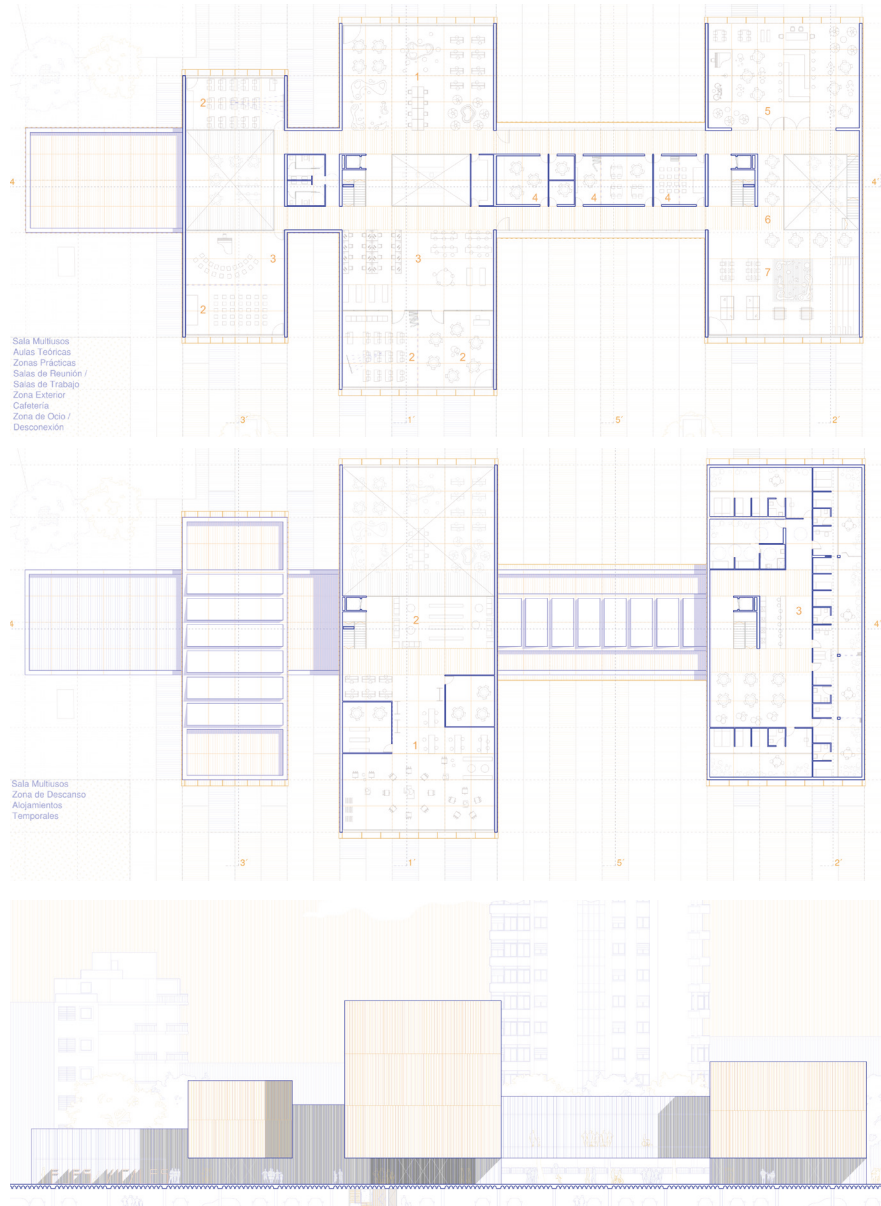 1
2
5
4
4'
4
4
4
6
3
3
7
2
2
2
Sala Multiusos
Aulas Teóricas
Zonas Prácticas
Salas de Reunión /
Salas de Trabajo
Zona Exterior
Cafetería
Zona de Ocio /
Desconexión
3'
1'
5'
2'
4
2
3
4'
1
Sala Multiusos
Zona de Descanso
Alojamientos
Temporales
3'
1'
5'
2'